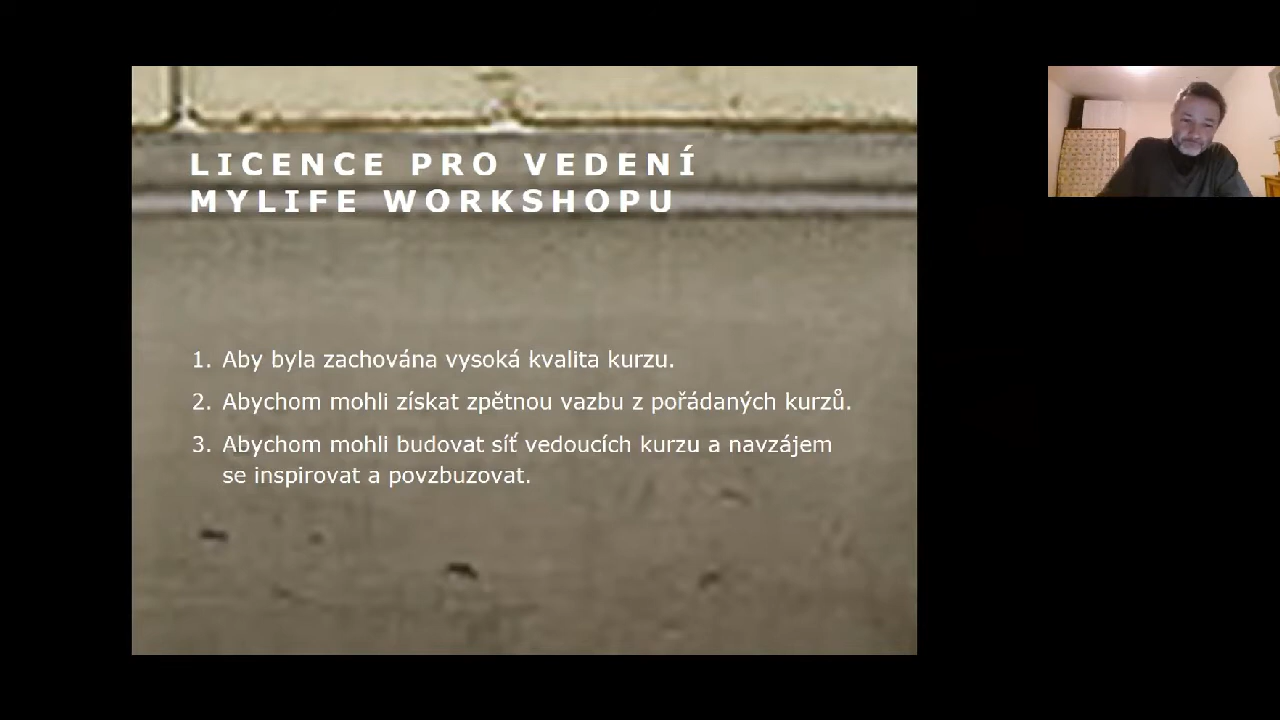 LICENCE PRO VEDENÍ
MYLIFE WORKSHOPU
1. Aby byla zachována vysoká kvalita kurzu.
2. Abychom mohli získat zpětnou vazbu z pořádaných kurzů.
3. Abychom mohli budovat síť vedoucích kurzu a navzájem
se inspirovat a povzbuzovat.